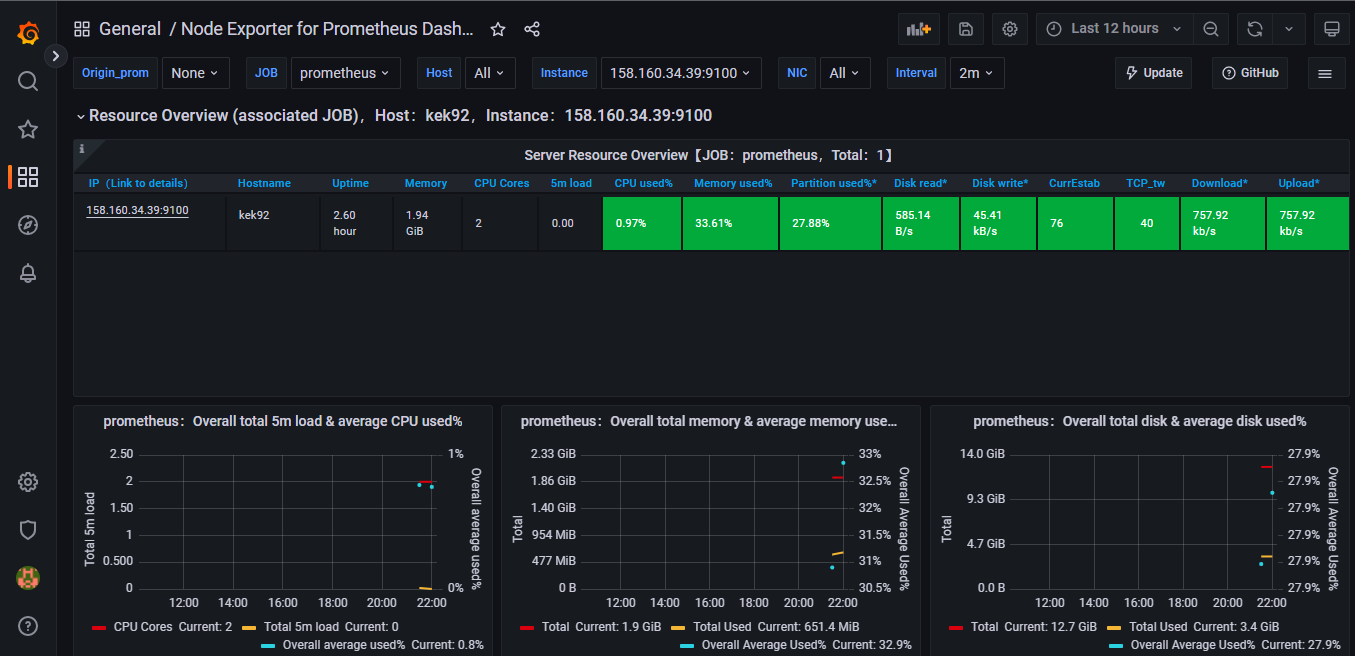 General / Node Exporter for Prometheus Dash...
Last 12 hours
Origin_prom None JOB prometheus Host All Instance 158.160.34.39:9100 NIC All Interval 2m Update GitHub
Resource Overview (associated JOB)，Host：kek92，Instance：158.160.34.39:9100
i
Server Resource Overview【JOB：prometheus，Total：1】
IP（Link to details） Hostname Uptime Memory CPU Cores 5m load CPU used% Memory used% Partition used%* Disk read* Disk write* CurrEstab TCP_tw Download* Upload*
158.160.34.39:9100 kek92 2.60 hour 1.94 GiB 2 0.00 0.97% 33.61% 27.88% 585.14 B/s 45.41 kB/s 76 40 757.92 kb/s 757.92 kb/s
prometheus：Overall total 5m load & average CPU used%
2.50
2
1.50
1
0.500
0
Total 5m load
1%
0%
Overall average used%
12:00 14:00 16:00 18:00 20:00 22:00
CPU Cores Current: 2 Total 5m load Current: 0
Overall average used% Current: 0.8%
prometheus：Overall total memory & average memory use...
2.33 GiB
1.86 GiB
1.40 GiB
954 MiB
477 MiB
0 B
Total
33%
32.5%
32%
31.5%
31%
30.5%
Overall Average Used%
12:00 14:00 16:00 18:00 20:00 22:00
Total Current: 1.9 GiB Total Used Current: 651.4 MiB
Overall Average Used% Current: 32.9%
prometheus：Overall total disk & average disk used%
14.0 GiB
9.3 GiB
4.7 GiB
0.0 B
Total
27.9%
27.9%
27.9%
27.9%
27.9%
27.9%
Overall Average Used%
12:00 14:00 16:00 18:00 20:00 22:00
Total Current: 12.7 GiB Total Used Current: 3.4 GiB
Overall Average Used% Current: 27.9%